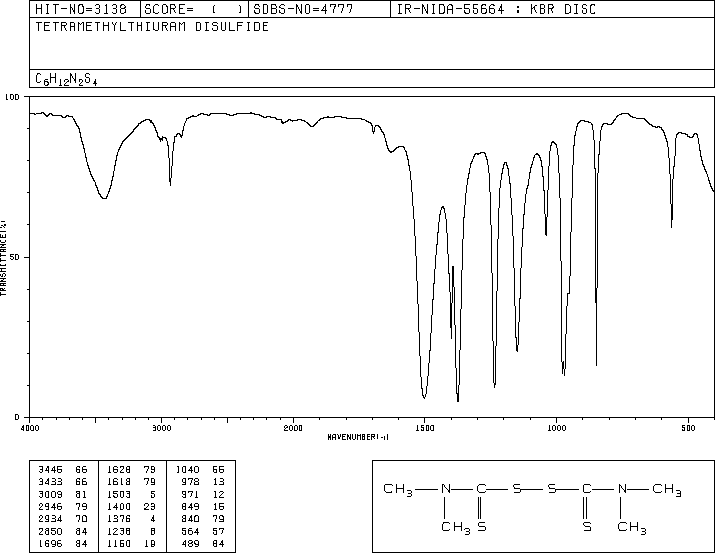 HIT-NO=3138 SCORE= ( ) SDBS-NO=4777 IR-NIDA-55664 : KBR DISC
TETRAMETHYLTHIURAM DISULFIDE
C6H12N2S4
100
50
0
TRANSMITTANCE(%)
4000 3000 2000 1500 1000 500
WAVENUMBER(-1)
3445 66 1628 79 1040 55
3433 66 1618 79 978 13
3009 81 1503 5 971 12
2946 79 1400 23 849 15
2934 70 1376 4 840 79
2850 84 1238 8 564 57
1696 84 1150 19 489 84
CH3 N C S S C N CH3
CH3 S S CH3